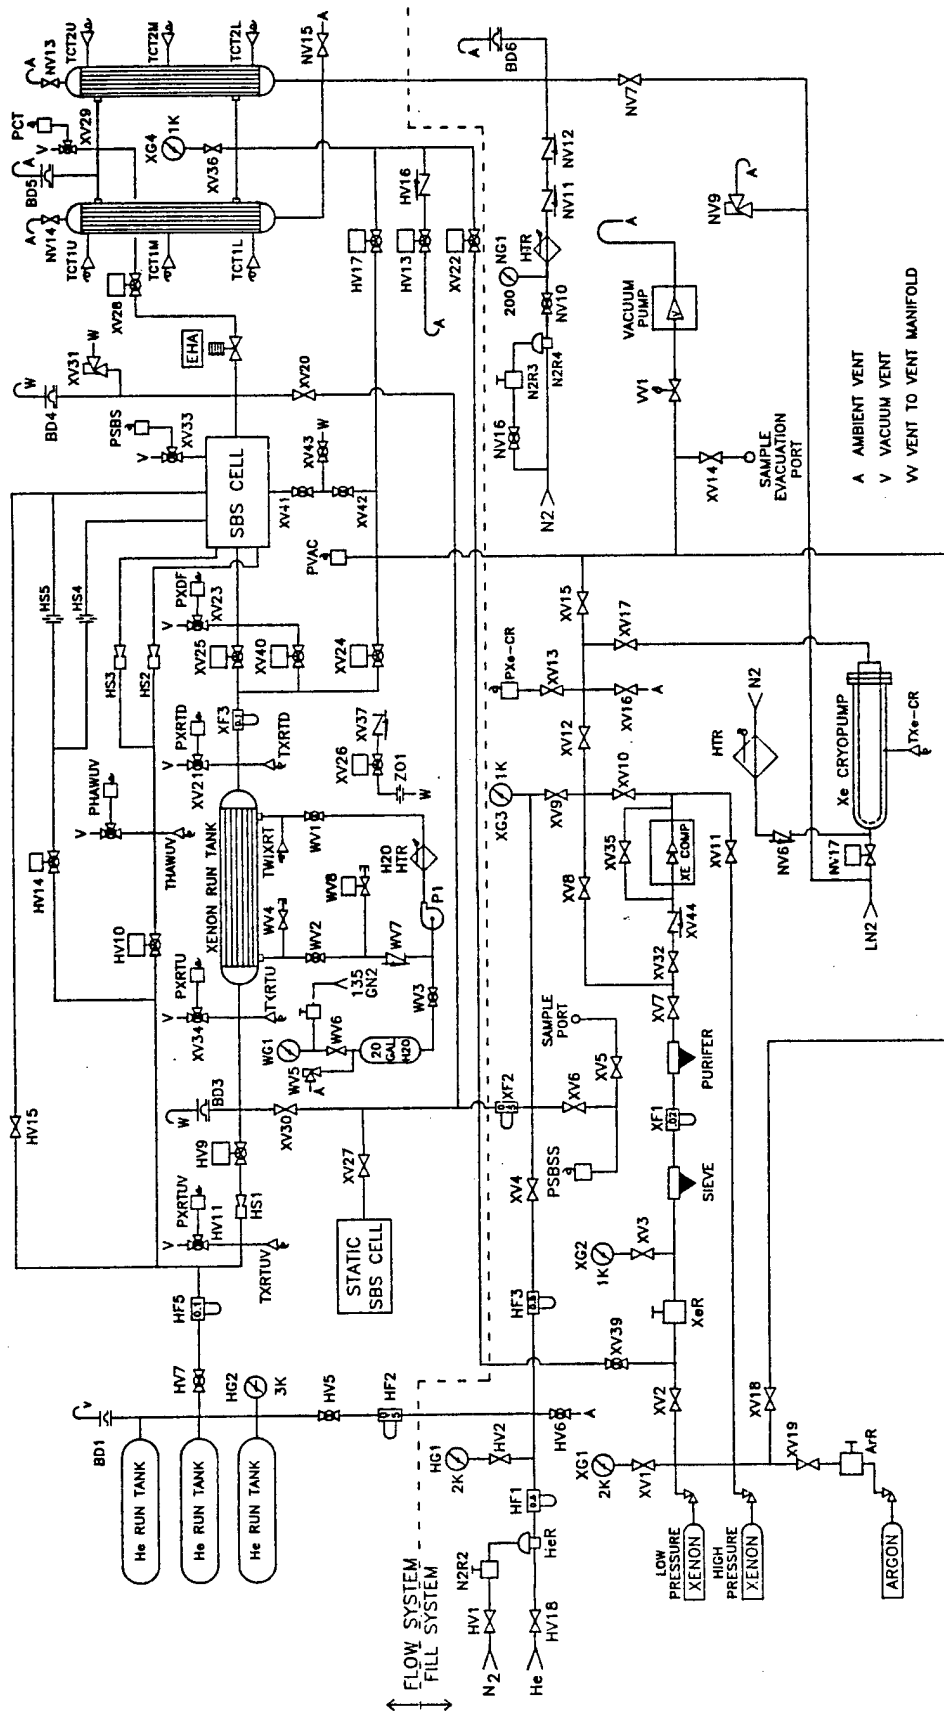 HV15
BD1
V
HV14
HS5
HS4
He RUN TANK
He RUN TANK
He RUN TANK
HV7
HF5
0.1
HG2
3K
HV5
HF2
V
PXRTUV
HV11
TXRTUV
HS1
HV9
HV10
W
BD3
XV30
XV27
STATIC
SBS CELL
V
PXRTU
XV34
TXRTU
V
PHAWUV
THAWUV
XENON RUN TANK
V
PXRTD
XV21
TXRTD
XF3
0.1
HS3
HS2
V
PXDF
XV23
XV25
XV40
XV24
SBS CELL
V
PSBS
XV33
BD4
W
XV31
W
XV20
EHA
XV28
XV41
XV43
W
XV42
TCT1U
TCT1M
TCT1L
NV14
A
BD5
A
V
PCT
XV29
NV13
A
TCT2U
TCT2M
TCT2L
NV15
A
XG4
1K
XV36
HV17
HV13
HV16
A
XV22
WG1
WV5
A
WV6
135
GN2
20
GAL
H2O
WV3
WV4
WV2
WV7
WV8
TWIXRT
WV1
H2O
HTR
P1
XV26
XV37
ZO1
W
PVAC
FLOW SYSTEM
FILL SYSTEM
N2
HV1
N2R2
He
HV18
HeR
HF1
0.5
HG1
2K
HV2
HV6
A
HF3
0.5
XV4
XF2
XV6
XV5
SAMPLE
PORT
PSBSS
XG3
1K
XV9
XV10
PXe-CR
XV13
XV12
XV16
A
XV15
XV17
N2
NV16
N2R3
N2R4
NV10
200
NG1
HTR
NV11
NV12
BD6
A
NV7
XV39
XG1
2K
XV1
XV2
XeR
XG2
1K
XV3
SIEVE
XF1
.02
PURIFER
XV7
XV8
XV32
XV44
XE COMP
XV35
XV11
LOW
PRESSURE
XENON
HIGH
PRESSURE
XENON
XV18
XV19
ArR
ARGON
HTR
N2
NV6
NV17
LN2
Xe CRYOPUMP
TXe-CR
XV14
SAMPLE
EVACUATION
PORT
VV1
VACUUM
PUMP
V
A
NV9
A
A AMBIENT VENT
V VACUUM VENT
W VENT TO VENT MANIFOLD